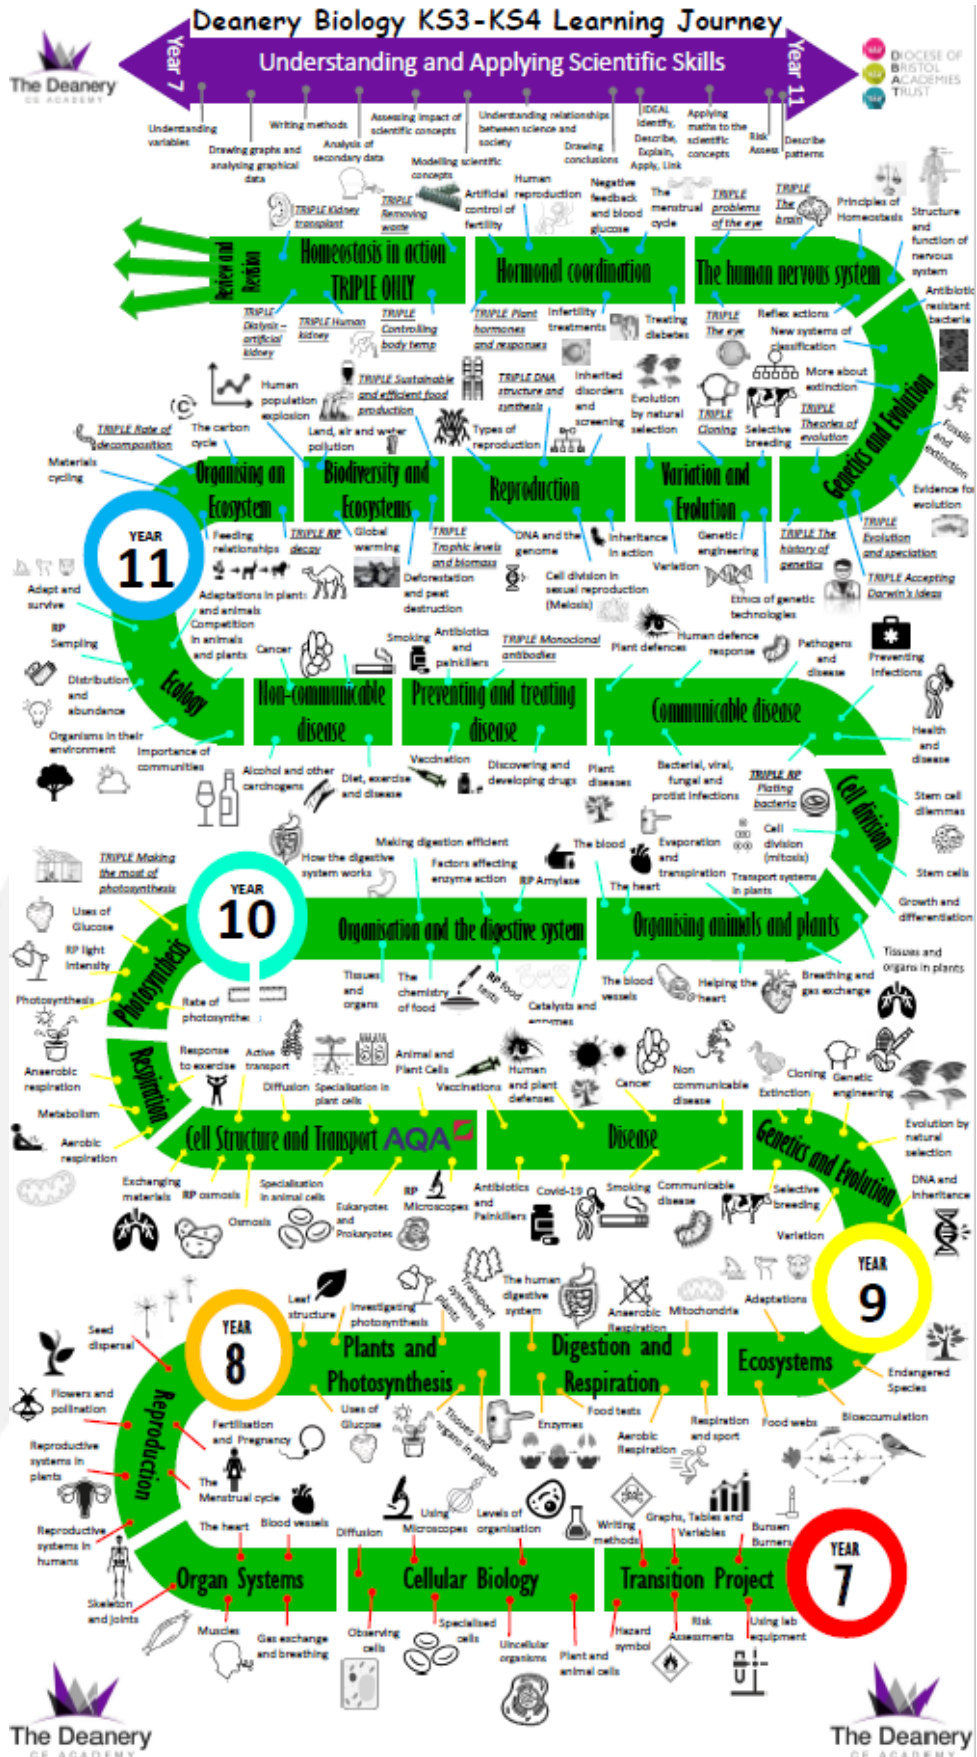 Deanery Biology KS3-KS4 Learning Journey
Year 7
Understanding and Applying Scientific Skills
Year 11
The Deanery
CE ACADEMY
DIOCESE OF
BRISTOL
ACADEMIES
TRUST
Understanding
variables
Drawing graphs and
analysing graphical
data
Writing methods
Analysis of
secondary data
Assessing impact of
scientific concepts
Modelling scientific
concepts
Understanding relationships
between science and
society
Drawing
conclusions
IDEAL
Identify,
Describe,
Explain,
Apply, Link
Applying
maths to the
scientific
concepts
Risk
Assess
Describe
patterns
TRIPLE Kidney
transplant
TRIPLE
Removing
waste
Artificial
control of
fertility
Human
reproduction
Negative
feedback
and blood
glucose
The
menstrual
cycle
TRIPLE
problems
of the eye
TRIPLE
The
brain
Principles of
Homeostasis
Structure
and
function of
nervous
system
Review and
Revision
Homeostasis in action
TRIPLE ONLY
Hormonal coordination
The human nervous system
TRIPLE
Dialysis –
artificial
kidney
TRIPLE Human
kidney
TRIPLE
Controlling
body temp
TRIPLE Plant
hormones
and responses
Infertility
treatments
Treating
diabetes
TRIPLE
The eye
Reflex actions
New systems of
classification
Antibiotic
resistant
bacteria
More about
extinction
Genetics and Evolution
Fossils
and
extinction
Evidence for
evolution
Human
population
explosion
TRIPLE Sustainable
and efficient food
production
TRIPLE DNA
structure and
synthesis
Inherited
disorders
and
screening
Evolution
by natural
selection
TRIPLE
Cloning
Selective
breeding
TRIPLE
Theories of
evolution
TRIPLE Rate of
decomposition
The carbon
cycle
Land, air and water
pollution
Types of
reproduction
Materials
cycling
Organising an
Ecosystem
Biodiversity and
Ecosystems
Reproduction
Variation and
Evolution
YEAR
11
Feeding
relationships
TRIPLE RP
decay
Global
warming
TRIPLE
Trophic levels
and biomass
DNA and the
genome
Inheritance
in action
Genetic
engineering
TRIPLE The
history of
genetics
TRIPLE
Evolution
and speciation
TRIPLE Accepting
Darwin's ideas
Adapt and
survive
Adaptations in plants
and animals
Competition
in animals
and plants
Deforestation
and peat
destruction
Cell division in
sexual reproduction
(Meiosis)
Variation
Ethics of genetic
technologies
RP
Sampling
Distribution
and
abundance
Organisms in their
environment
Importance of
communities
Ecology
Cancer
Smoking
Antibiotics
and
painkillers
TRIPLE Monoclonal
antibodies
Plant defences
Human defence
response
Pathogens
and
disease
Preventing
infections
Non-communicable
disease
Preventing and treating
disease
Communicable disease
Health
and
disease
Alcohol and other
carcinogens
Diet, exercise
and disease
Vaccination
Discovering and
developing drugs
Plant
diseases
Bacterial, viral,
fungal and
protist infections
TRIPLE RP
Plating
bacteria
Cell division
Stem cell
dilemmas
Cell
division
(mitosis)
Stem cells
Growth and
differentiation
TRIPLE Making
the most of
photosynthesis
How the digestive
system works
Making digestion efficient
Factors affecting
enzyme action
RP Amylase
The blood
The heart
Evaporation
and
transpiration
Transport systems
in plants
YEAR
10
Organisation and the digestive system
Organising animals and plants
Tissues and
organs in plants
Uses of
Glucose
RP light
intensity
Photosynthesis
Photosynthesis
Rate of
photosynthe
Tissues
and
organs
The
chemistry
of food
RP food
tests
Catalysts and
enzymes
The blood
vessels
Helping the
heart
Breathing and
gas exchange
Anaerobic
respiration
Metabolism
Aerobic
respiration
Respiration
Response
to exercise
Active
transport
Diffusion
Specialisation in
plant cells
Animal and
Plant Cells
Vaccinations
Human
and plant
defenses
Cancer
Non
communicable
disease
Extinction
Cloning
Genetic
engineering
Cell Structure and Transport AQA
Disease
Genetics and Evolution
Evolution by
natural
selection
DNA and
Inheritance
Exchanging
materials
RP osmosis
Osmosis
Specialisation
in animal cells
Eukaryotes
and
Prokaryotes
RP
Microscopes
Antibiotics
and
Painkillers
Covid-19
Smoking
Communicable
disease
Selective
breeding
Variation
YEAR
9
Leaf
structure
Investigating
photosynthesis
Transport
systems in
plants
The human
digestive
system
Anaerobic
Respiration
Mitochondria
Adaptations
Seed
dispersal
YEAR
8
Plants and
Photosynthesis
Digestion and
Respiration
Ecosystems
Endangered
Species
Flowers and
pollination
Reproductive
systems in
plants
Reproductive
systems in
humans
Reproduction
Fertilisation
and Pregnancy
The
Menstrual cycle
Uses of
Glucose
Tissues and
organs in plants
Enzymes
Food tests
Aerobic
Respiration
Respiration
and sport
Food webs
Bioaccumulation
The heart
Blood vessels
Diffusion
Using
Microscopes
Levels of
organisation
Writing
methods
Graphs, Tables and
Variables
Bunsen
Burners
Organ Systems
Cellular Biology
Transition Project
YEAR
7
Skeleton
and joints
Muscles
Gas exchange
and breathing
Observing
cells
Specialised
cells
Unicellular
organisms
Plant and
animal cells
Hazard
symbol
Risk
Assessments
Using lab
equipment
The Deanery
CE ACADEMY
The Deanery
CE ACADEMY